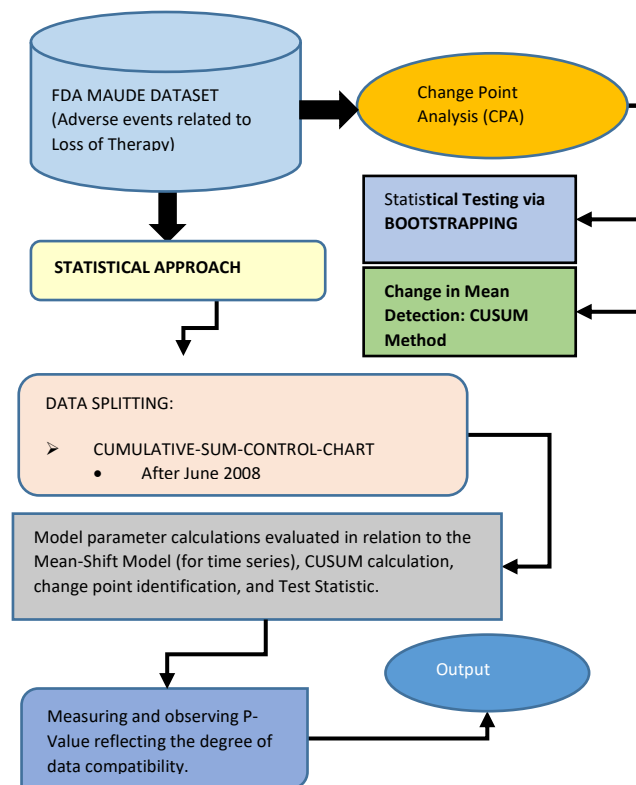 FDA MAUDE DATASET
(Adverse events related to
Loss of Therapy)
Change Point
Analysis (CPA)
Statistical Testing via
BOOTSTRAPPING
STATISTICAL APPROACH
Change in Mean
Detection: CUSUM
Method
DATA SPLITTING:
➢ CUMULATIVE-SUM-CONTROL-CHART
• After June 2008
Model parameter calculations evaluated in relation to the
Mean-Shift Model (for time series), CUSUM calculation,
change point identification, and Test Statistic.
Output
Measuring and observing P-
Value reflecting the degree of
data compatibility.